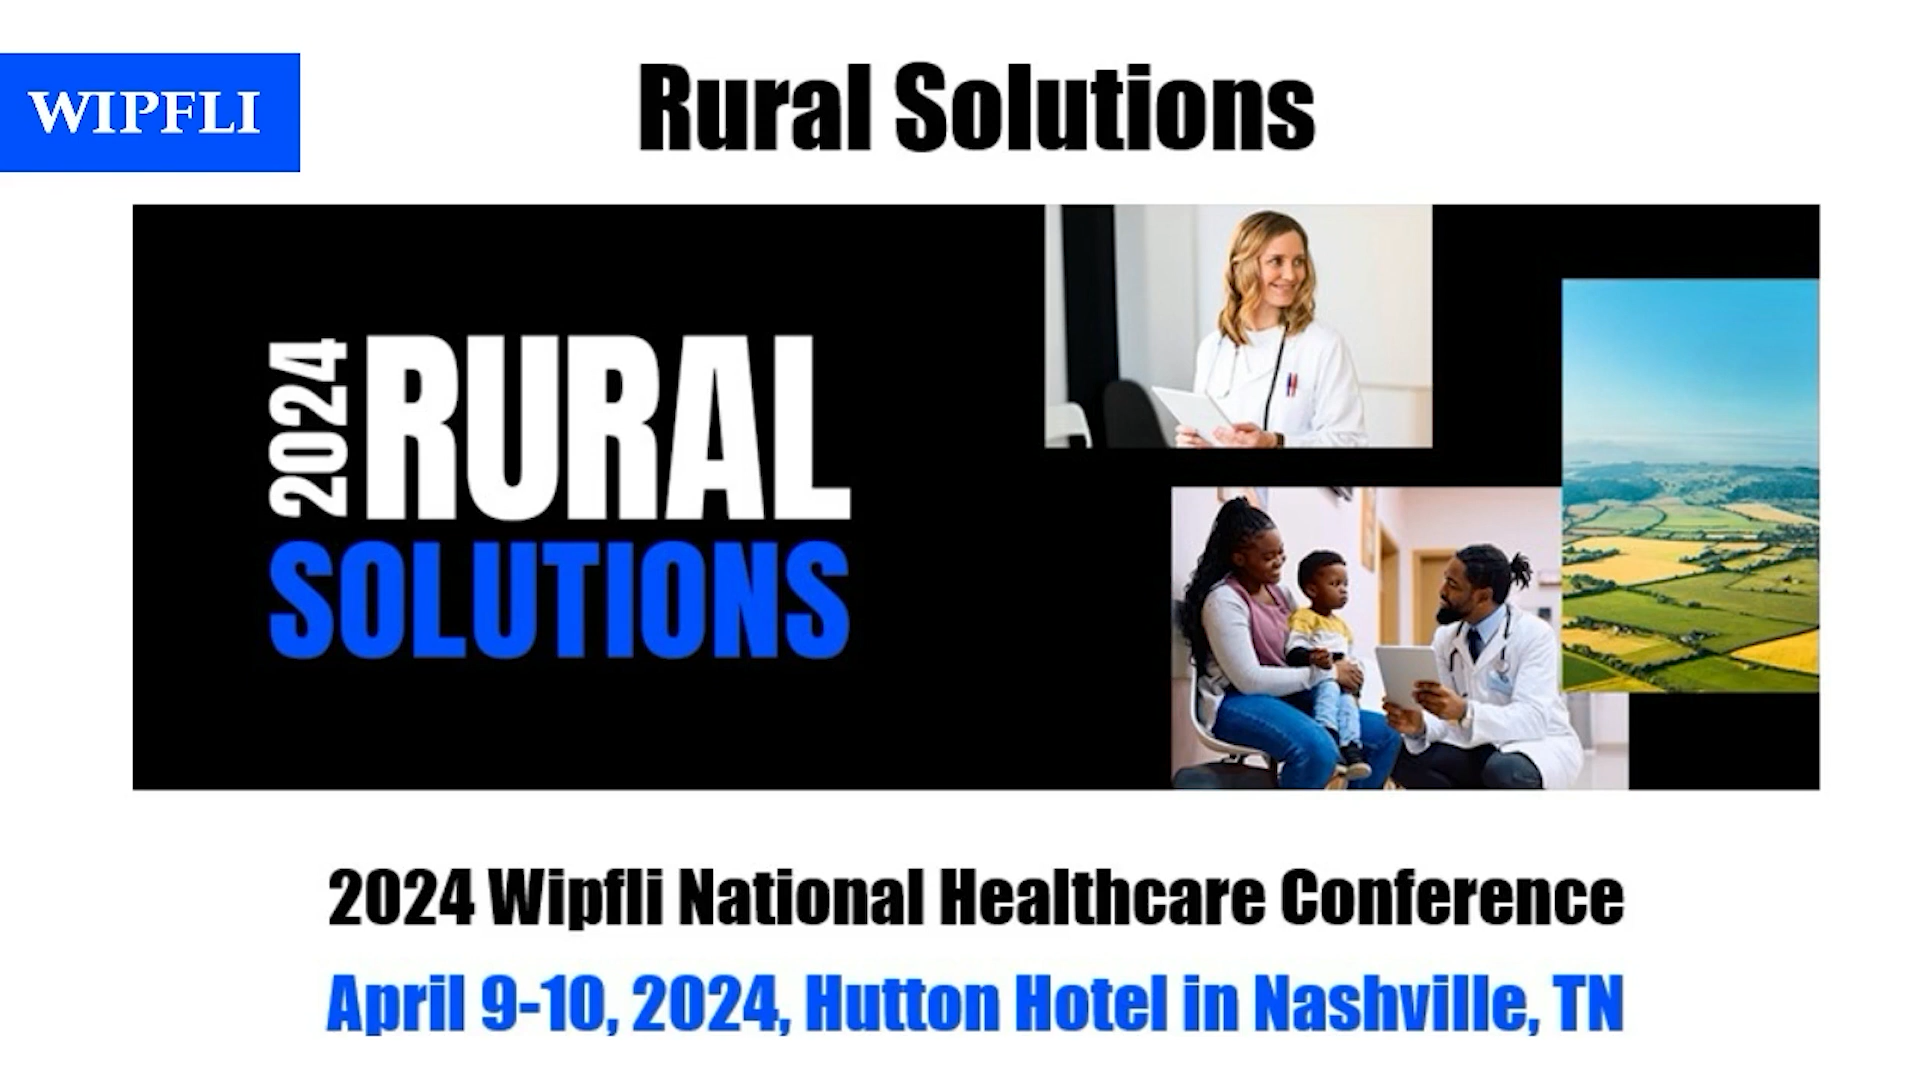 WIPFLI
Rural Solutions
2024
RURAL
SOLUTIONS
2024 Wipfli National Healthcare Conference
April 9-10, 2024, Hutton Hotel in Nashville, TN